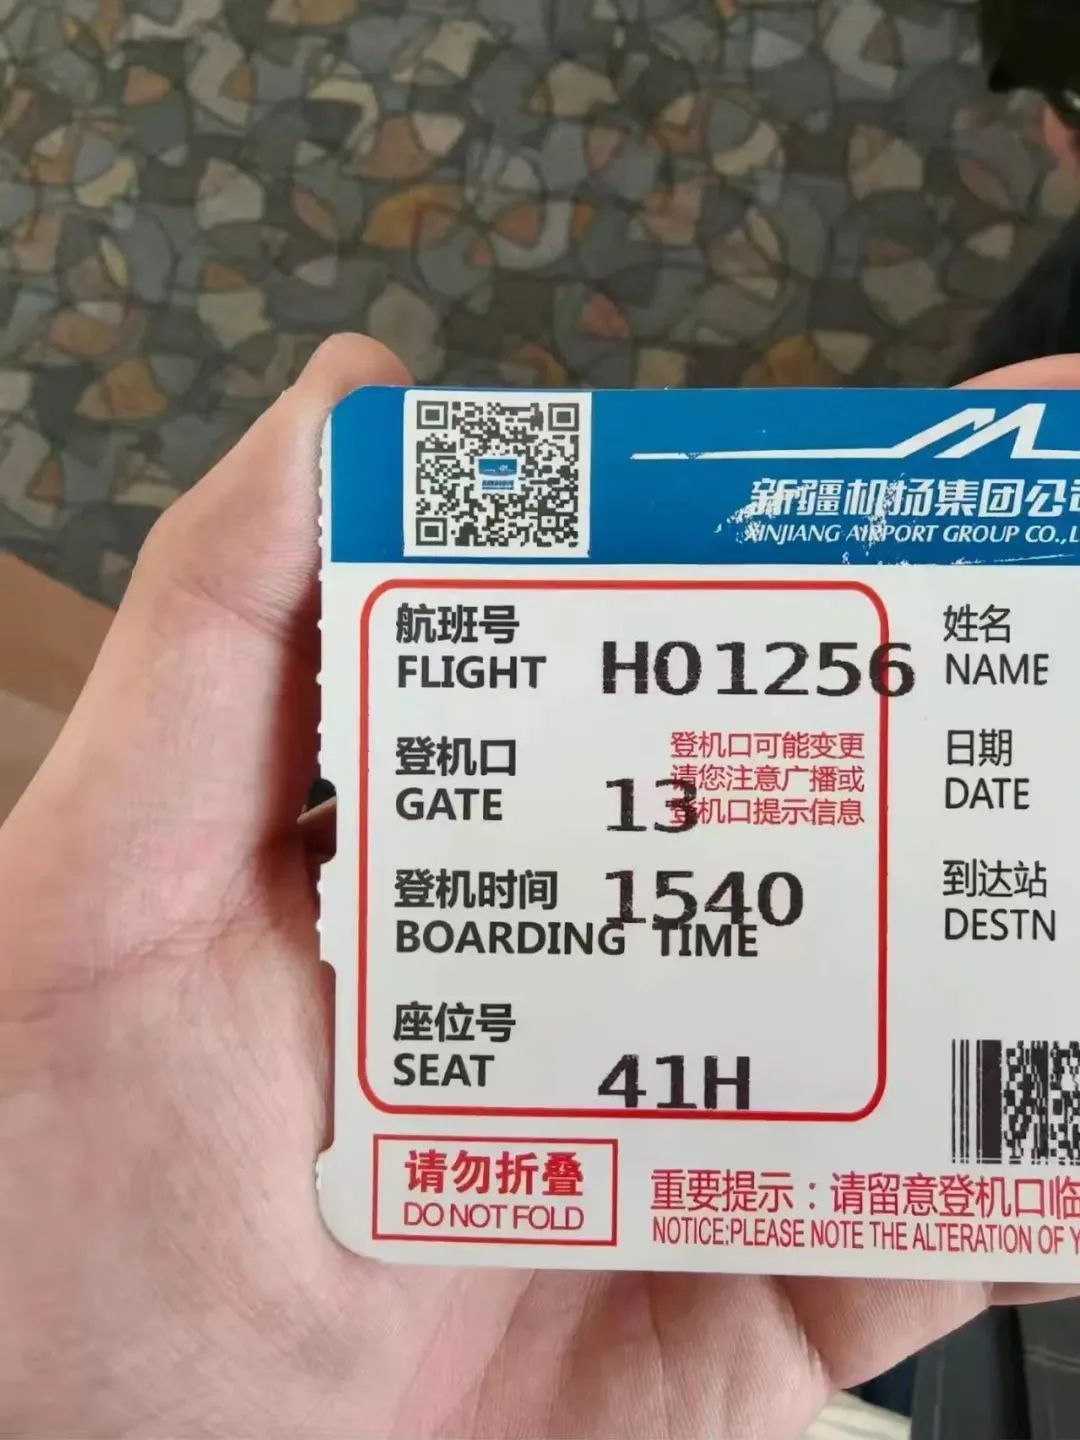 新疆机场集团公司
XINJIANG AIRPORT GROUP CO.,L
航班号
FLIGHT HO1256
登机口
GATE 13
登机口可能变更
请您注意广播或
登机口提示信息
登机时间 1540
BOARDING TIME
座位号
SEAT 41H
姓名
NAME
日期
DATE
到达站
DESTN
请勿折叠
DO NOT FOLD
重要提示：请留意登机口临
NOTICE:PLEASE NOTE THE ALTERATION OF Y